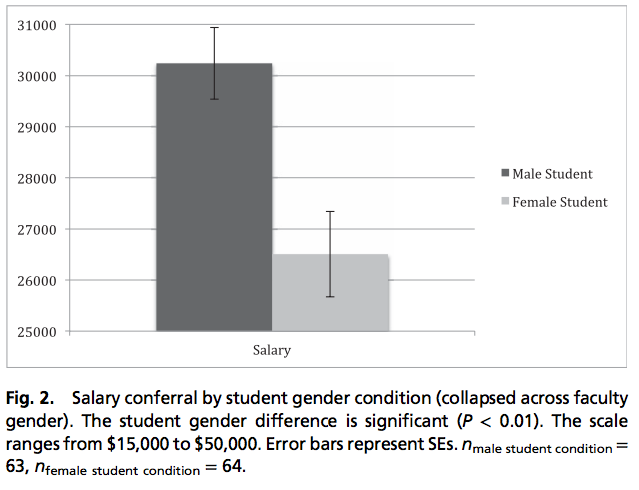 31000
30000
29000
28000
27000
26000
25000
Male Student
Female Student
Salary
Fig. 2. Salary conferral by student gender condition (collapsed across faculty
gender). The student gender difference is significant (P < 0.01). The scale
ranges from $15,000 to $50,000. Error bars represent SEs. nmale student condition =
63, nfemale student condition = 64.